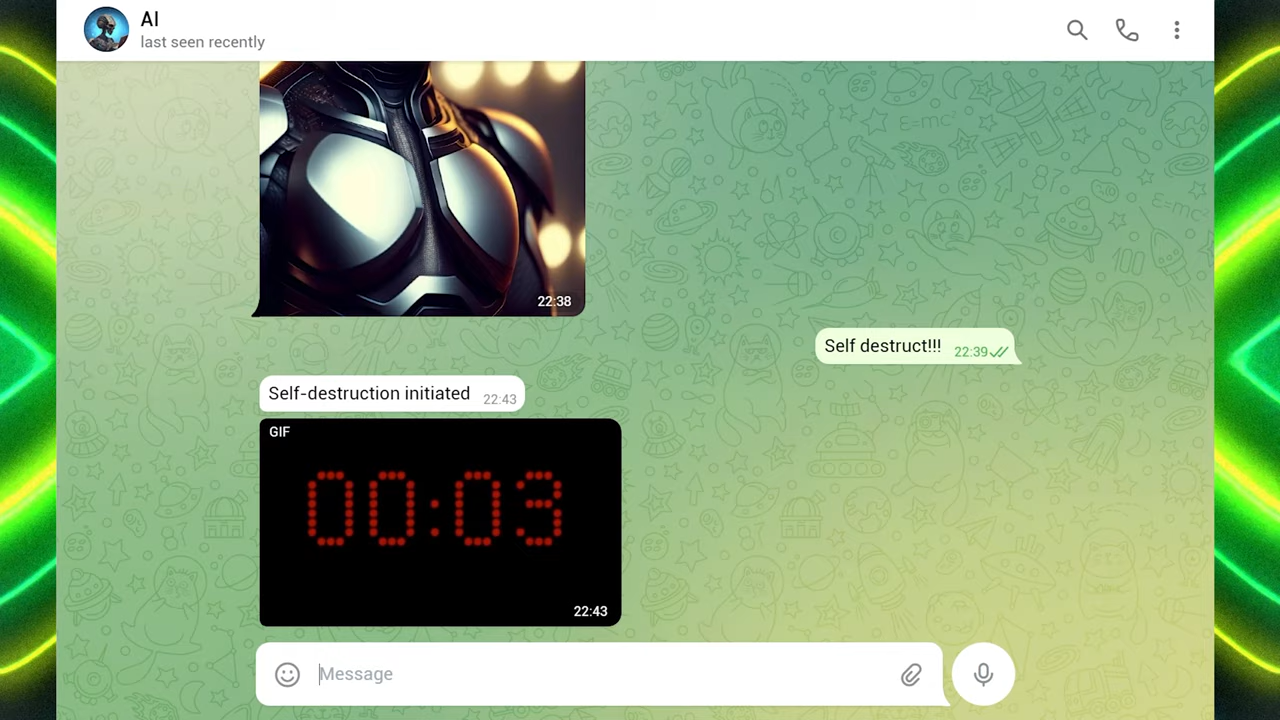 AI
last seen recently
22:38
Self destruct!!! 22:39
Self-destruction initiated 22:43
GIF
00:03
22:43
Message